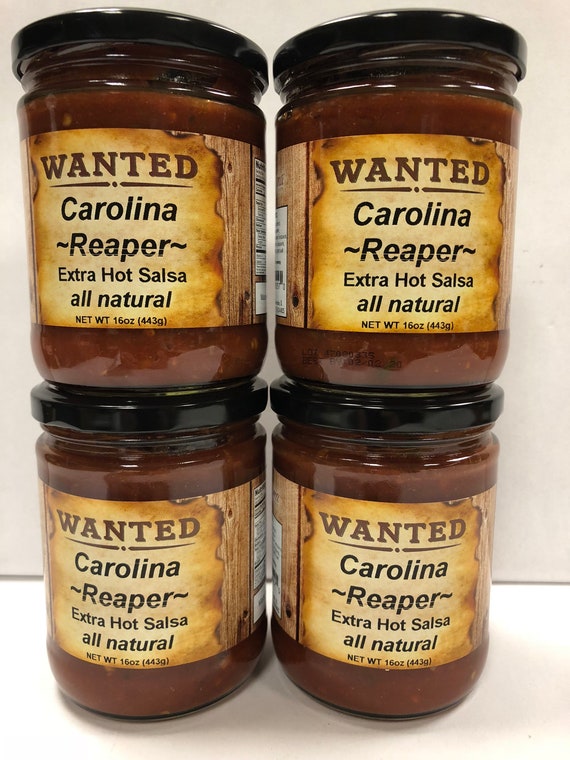 WANTED
Carolina
~Reaper~
Extra Hot Salsa
all natural
NET WT 16oz (443g)
WANTED
Carolina
~Reaper~
Extra Hot Salsa
all natural
NET WT 16oz (443g)
WANTED
Carolina
~Reaper~
Extra Hot Salsa
all natural
NET WT 16oz (443g)
WANTED
Carolina
~Reaper~
Extra Hot Salsa
all natural
NET WT 16oz (443g)